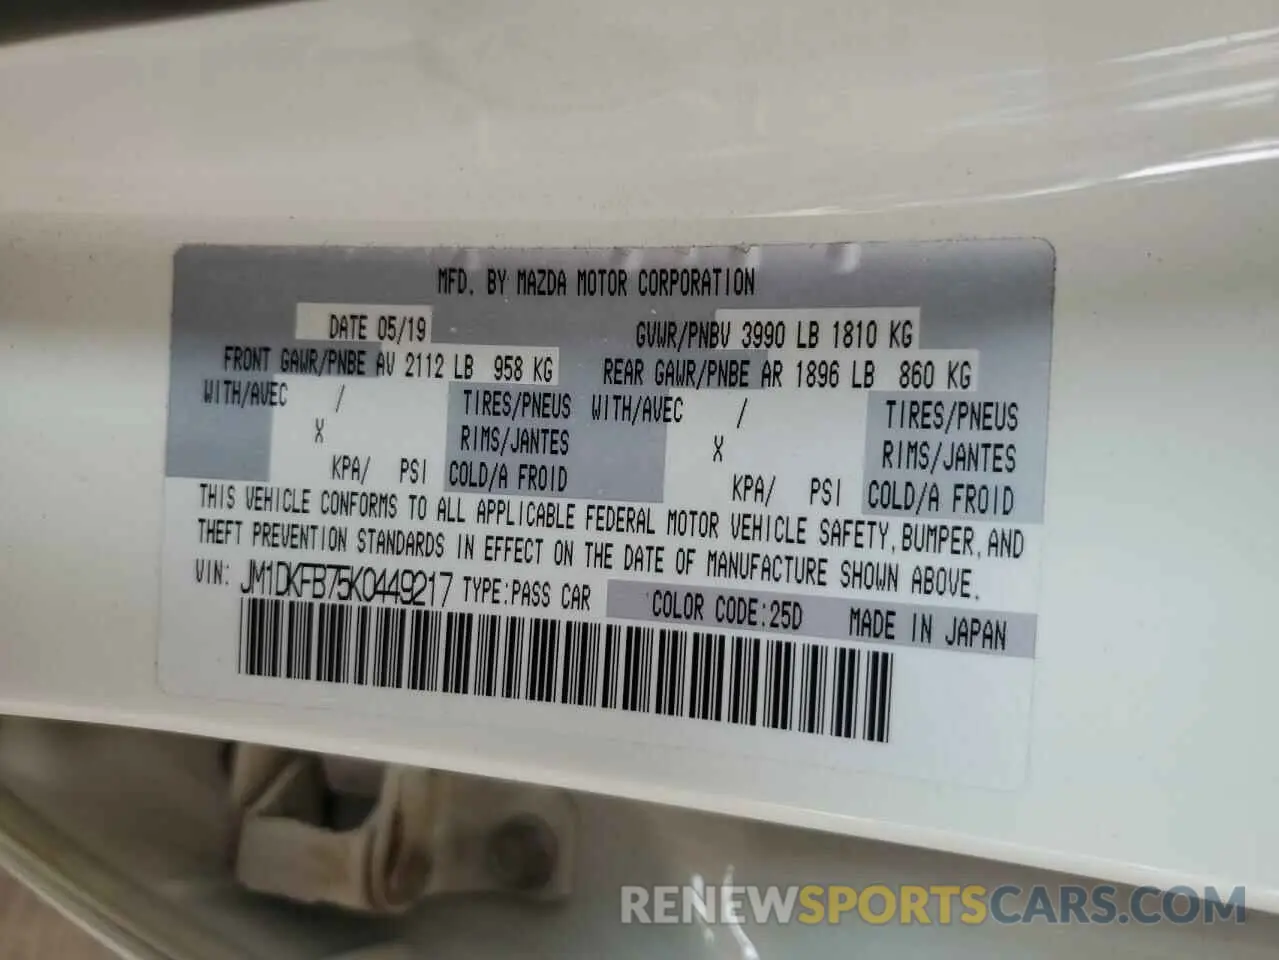 MFD. BY MAZDA MOTOR CORPORATION
DATE 05/19 GVWR/PNBV 3990 LB 1810 KG
FRONT GAWR/PNBE AV 2112 LB 958 KG REAR GAWR/PNBE AR 1896 LB 860 KG
WITH/AVEC / TIRES/PNEUS WITH/AVEC / TIRES/PNEUS
X RIMS/JANTES X RIMS/JANTES
KPA/ PSI COLD/A FROID KPA/ PSI COLD/A FROID
THIS VEHICLE CONFORMS TO ALL APPLICABLE FEDERAL MOTOR VEHICLE SAFETY, BUMPER, AND
THEFT PREVENTION STANDARDS IN EFFECT ON THE DATE OF MANUFACTURE SHOWN ABOVE.
VIN: JM1DKFB75K0449217 TYPE:PASS CAR COLOR CODE:25D MADE IN JAPAN
RENEWSPORTSCARS.COM